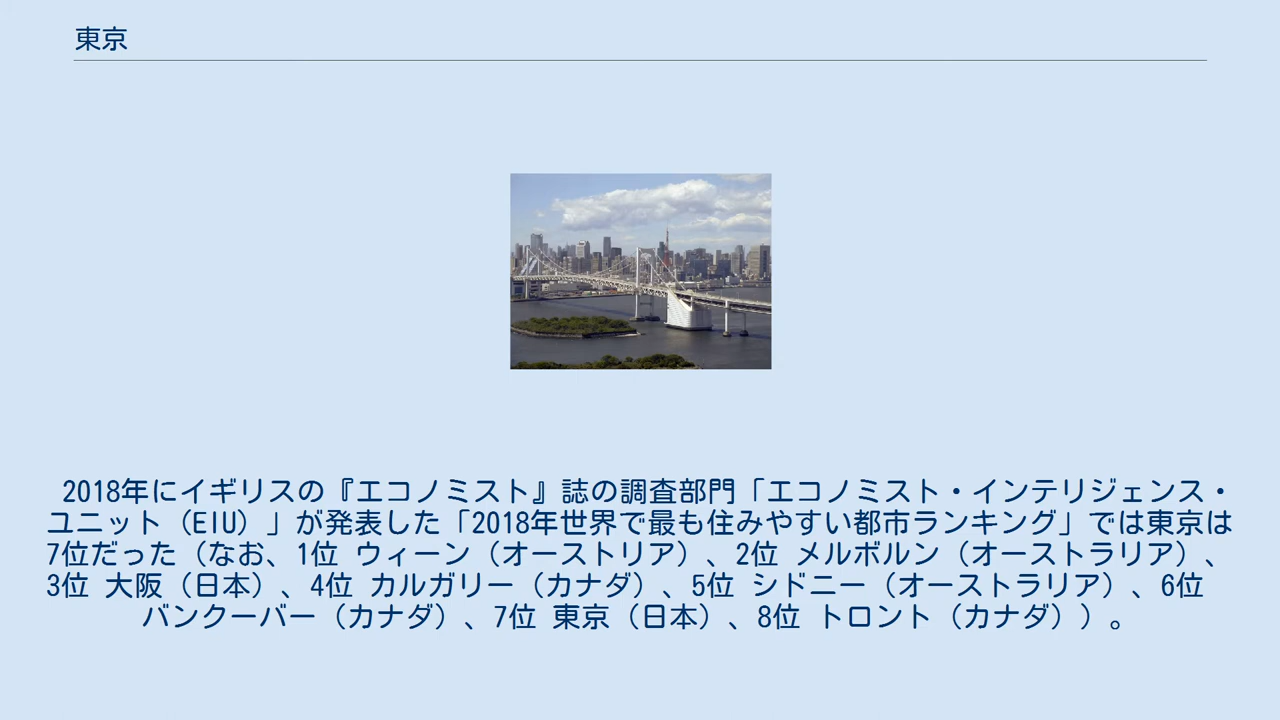 東京
2018年にイギリスの『エコノミスト』誌の調査部門「エコノミスト・インテリジェンス・
ユニット（EIU）」が発表した「2018年世界で最も住みやすい都市ランキング」では東京は
7位だった（なお、1位 ウィーン（オーストリア）、2位 メルボルン（オーストラリア）、
3位 大阪（日本）、4位 カルガリー（カナダ）、5位 シドニー（オーストラリア）、6位
バンクーバー（カナダ）、7位 東京（日本）、8位 トロント（カナダ））。